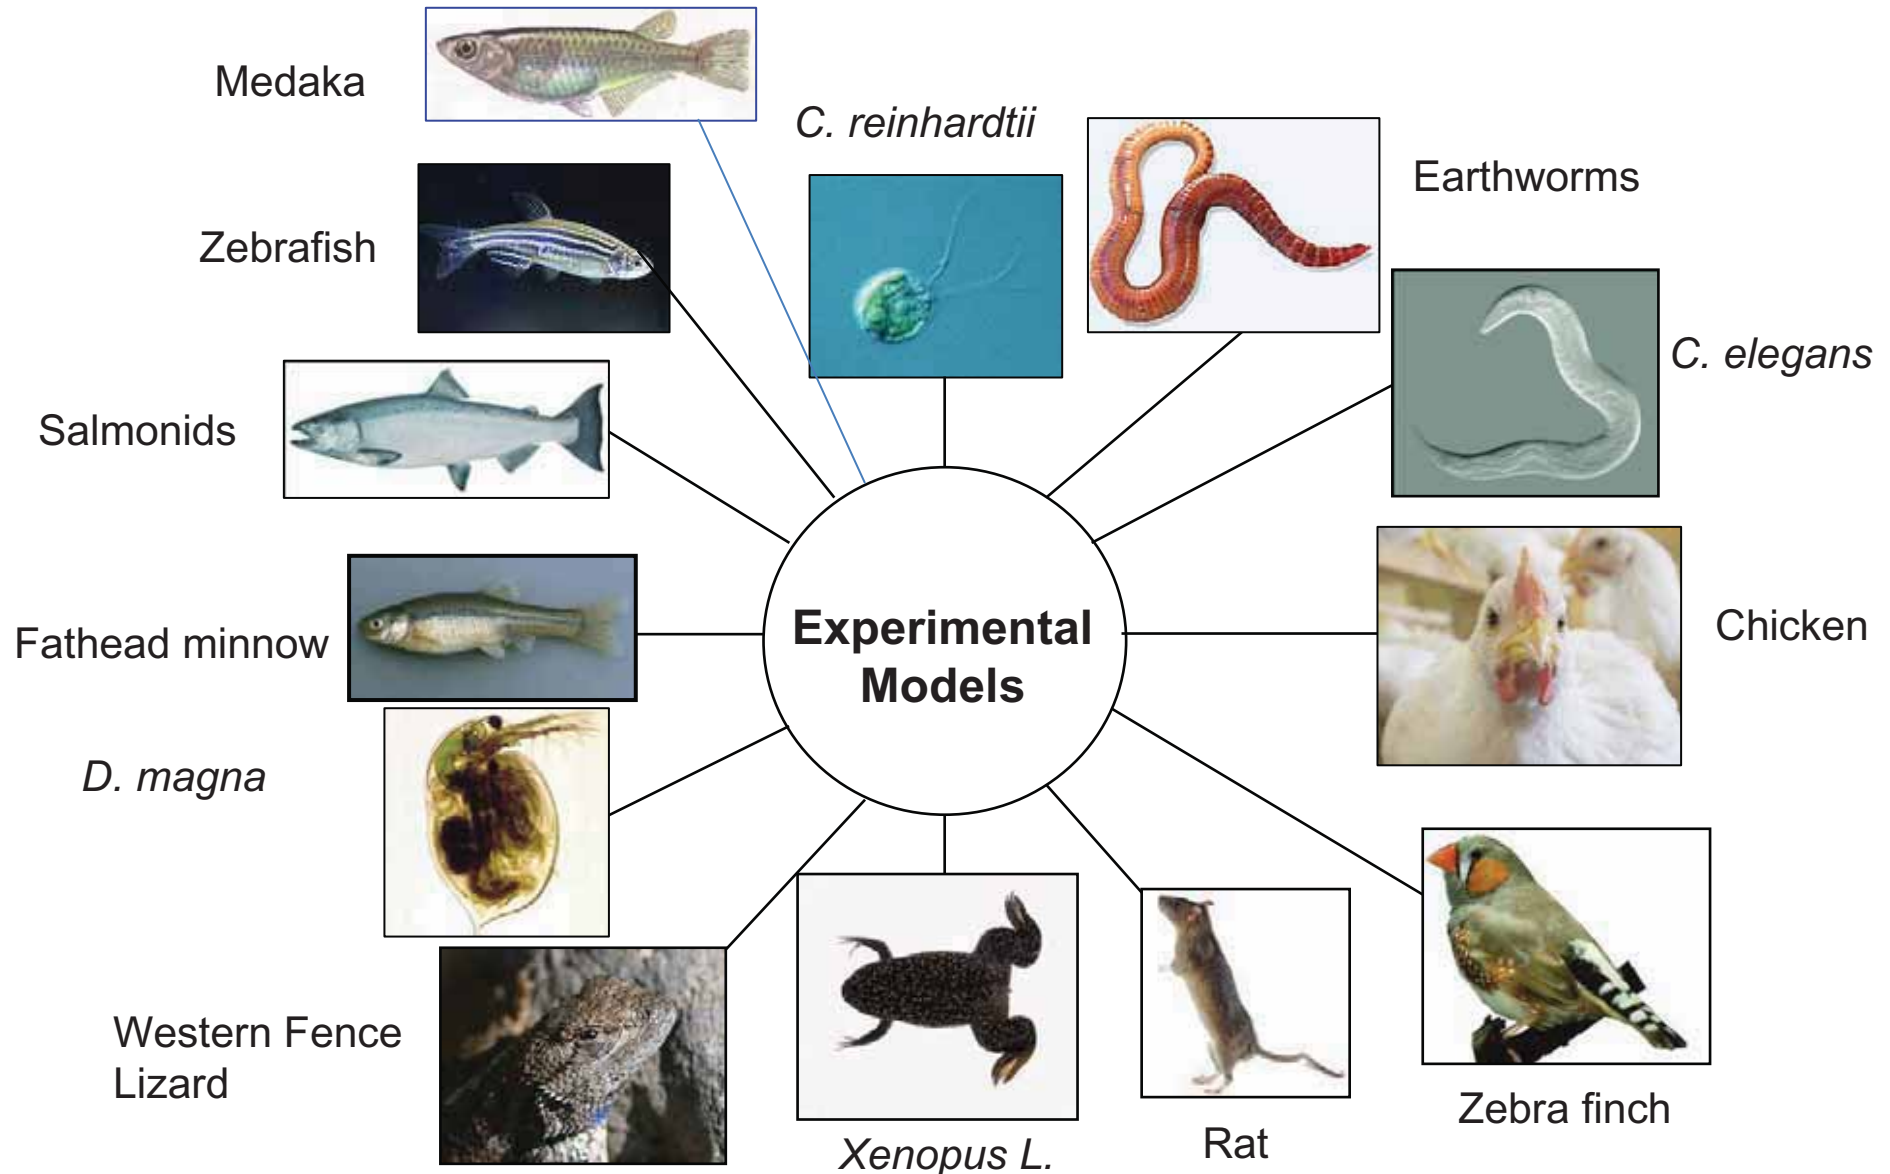 Medaka
C. reinhardtii
Earthworms
Zebrafish
C. elegans
Salmonids
Experimental
Models
Chicken
Fathead minnow
D. magna
Western Fence
Lizard
Xenopus L.
Rat
Zebra finch